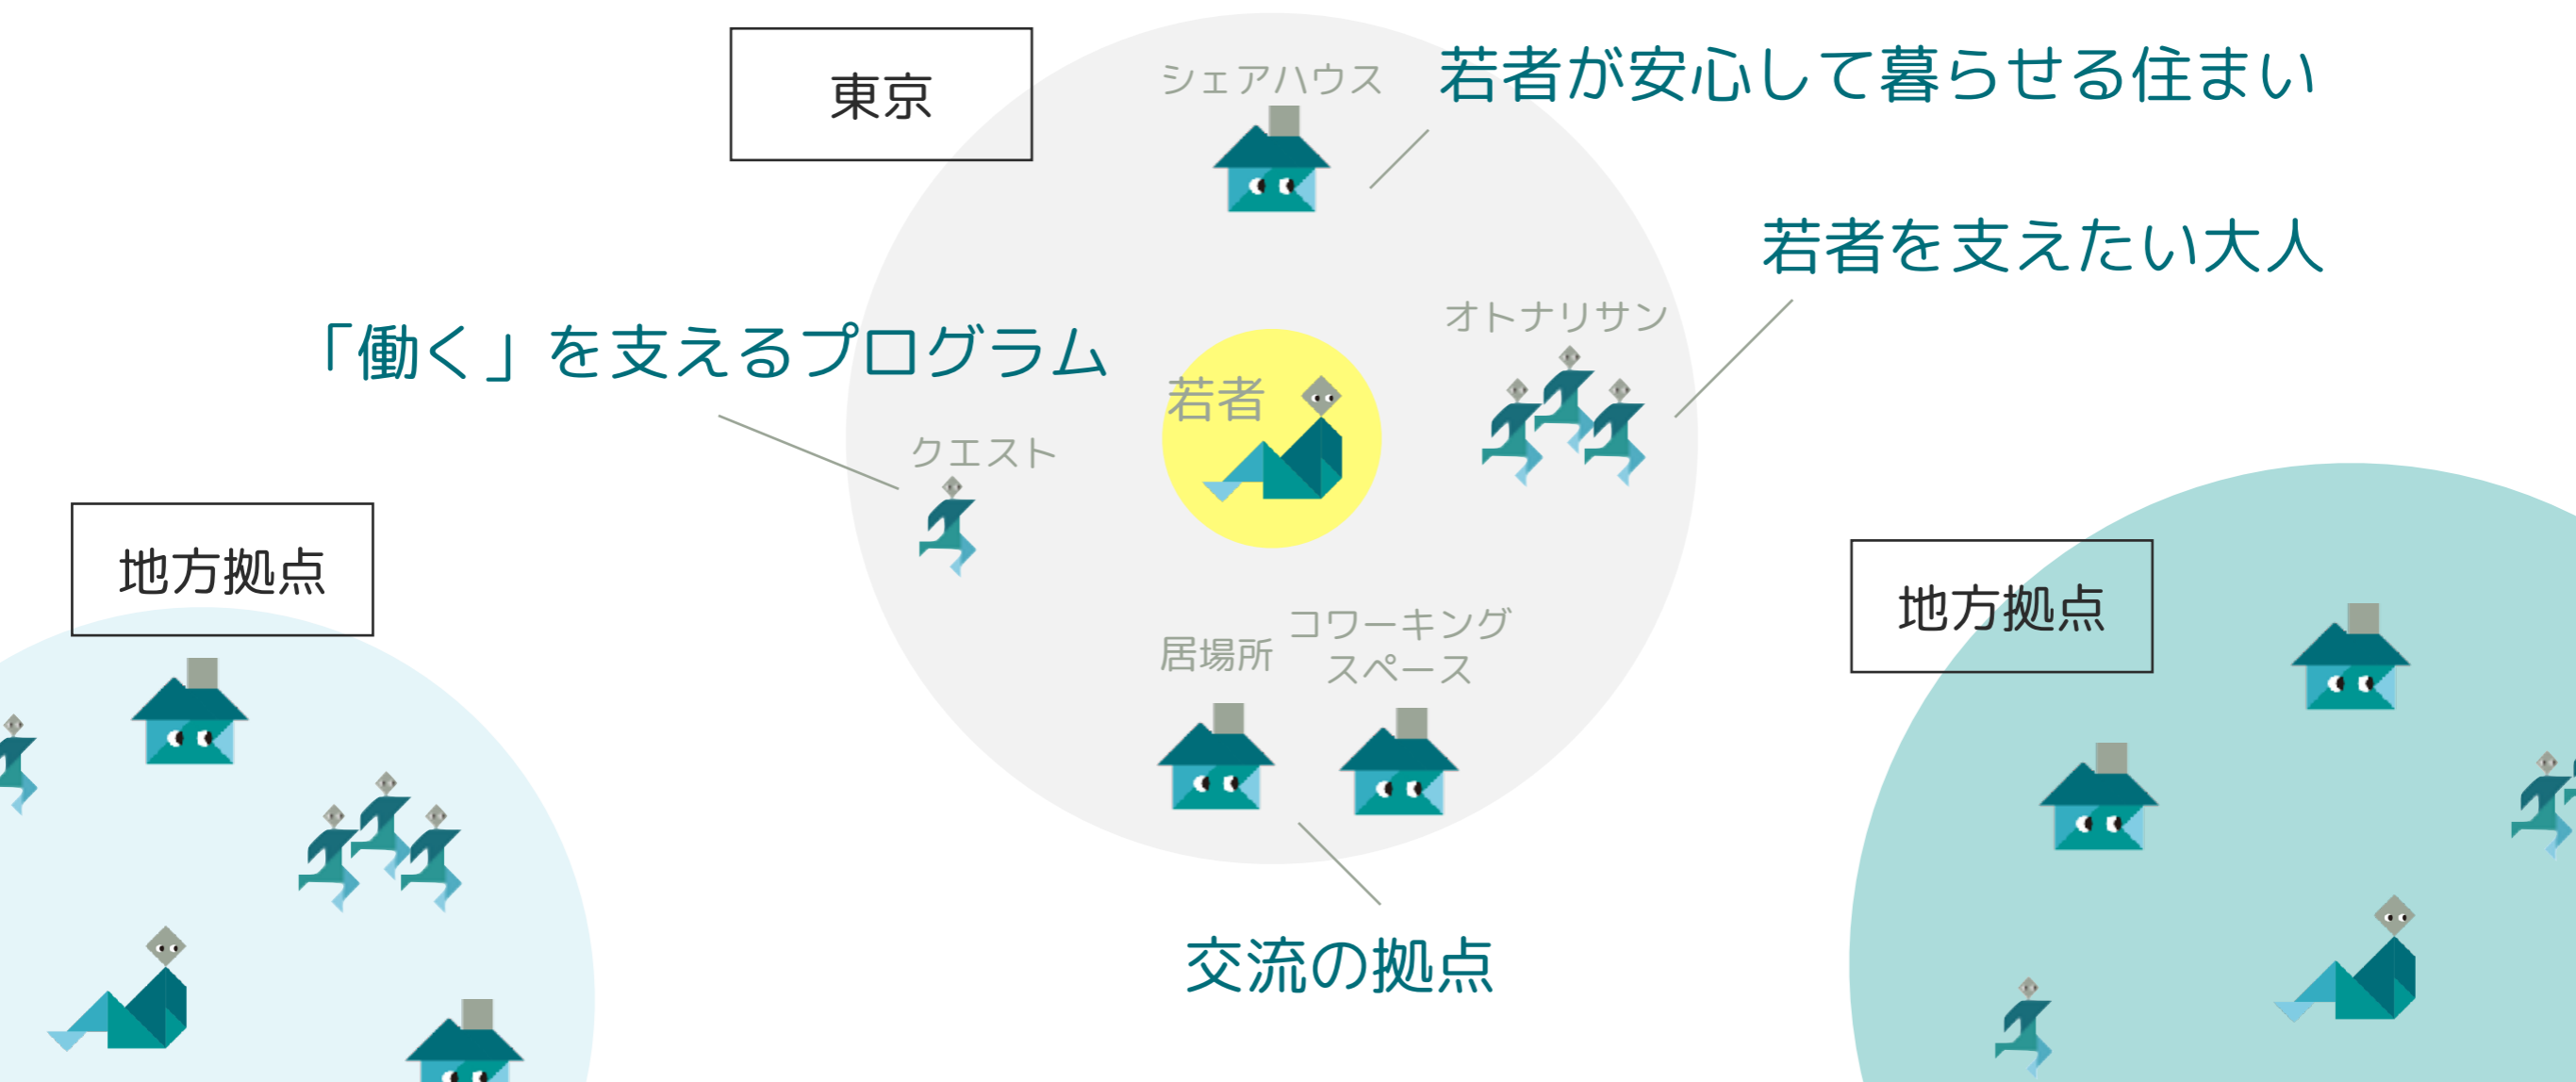 東京
シェアハウス
若者が安心して暮らせる住まい
若者を支えたい大人
オトナリサン
「働く」を支えるプログラム
若者
クエスト
地方拠点
地方拠点
居場所
コワーキング
スペース
交流の拠点